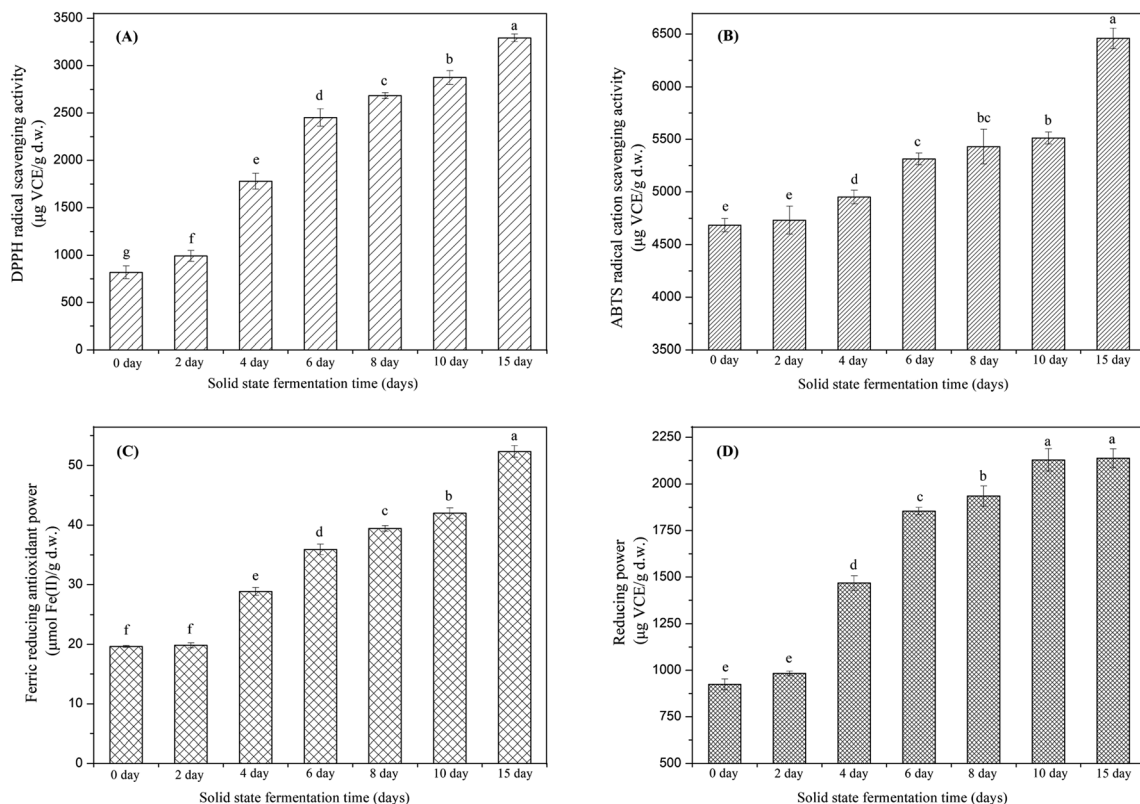 (A)
DPPH radical scavenging activity
(µg VCE/g d.w.)
3500
3000
2500
2000
1500
1000
500
0
g
f
e
d
c
b
a
0 day 2 day 4 day 6 day 8 day 10 day 15 day
Solid state fermentation time (days)
(B)
ABTS radical cation scavenging activity
(µg VCE/g d.w.)
6500
6000
5500
5000
4500
4000
3500
e
e
d
c
bc
b
a
0 day 2 day 4 day 6 day 8 day 10 day 15 day
Solid state fermentation time (days)
(C)
Ferric reducing antioxidant power
(µmol Fe(II)/g d.w.)
50
40
30
20
10
0
f
f
e
d
c
b
a
0 day 2 day 4 day 6 day 8 day 10 day 15 day
Solid state fermentation time (days)
(D)
Reducing power
(µg VCE/g d.w.)
2250
2000
1750
1500
1250
1000
750
500
e
e
d
c
b
a
a
0 day 2 day 4 day 6 day 8 day 10 day 15 day
Solid state fermentation time (days)